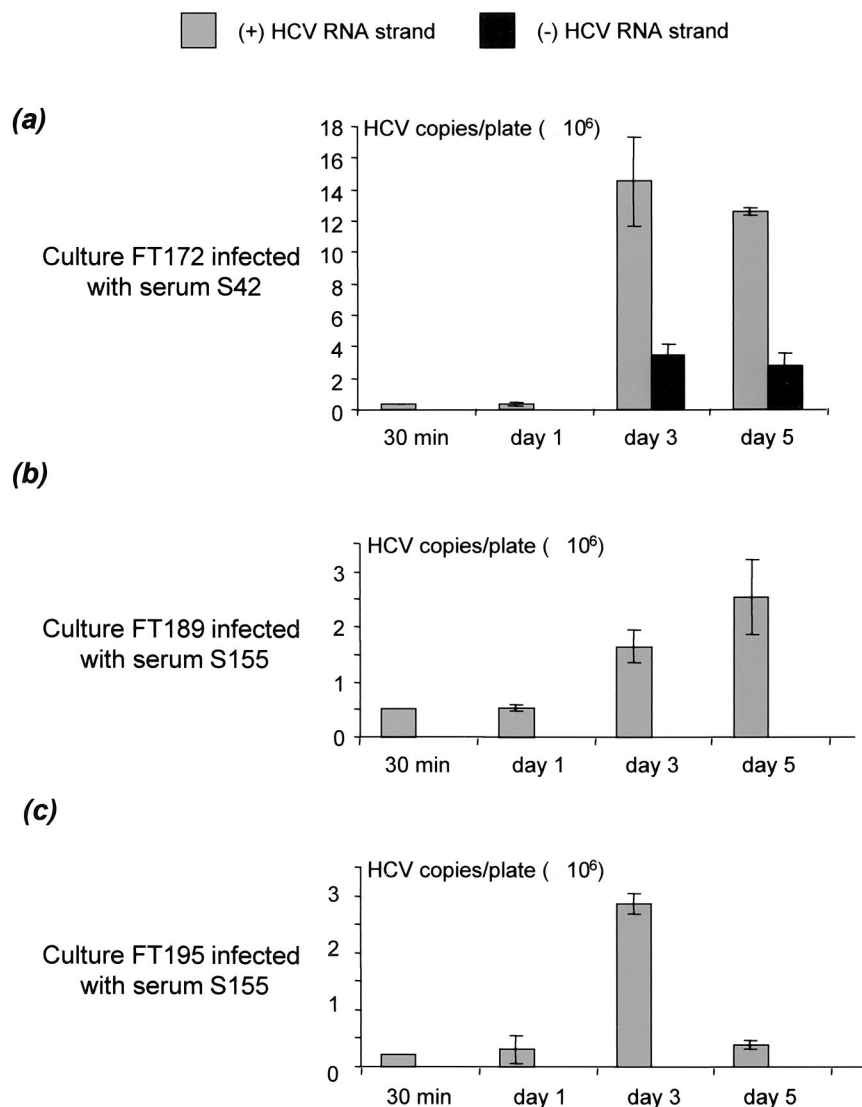 (+) HCV RNA strand
(-) HCV RNA strand
(a)
HCV copies/plate ( 10⁶)
18
16
14
12
10
8
6
4
2
0
Culture FT172 infected
with serum S42
30 min
day 1
day 3
day 5
(b)
HCV copies/plate ( 10⁶)
3
2
1
0
Culture FT189 infected
with serum S155
30 min
day 1
day 3
day 5
(c)
HCV copies/plate ( 10⁶)
3
2
1
0
Culture FT195 infected
with serum S155
30 min
day 1
day 3
day 5